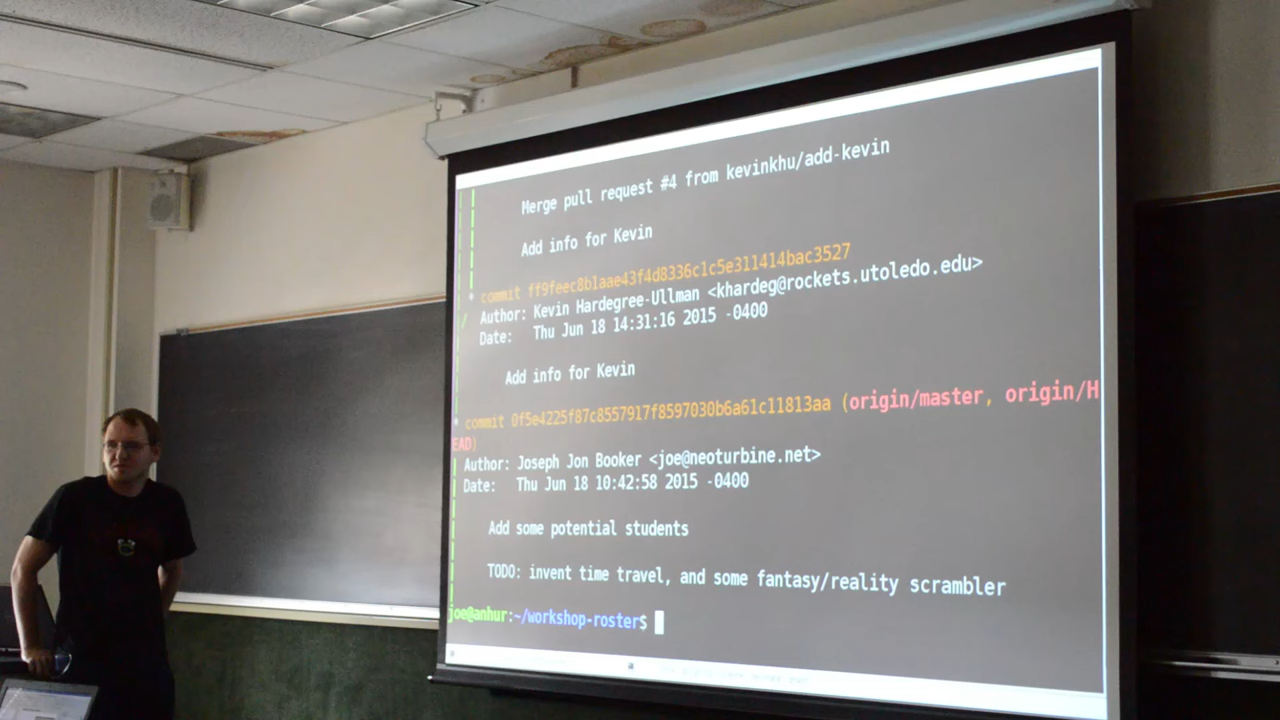 Merge pull request #4 from kevinkhu/add-kevin
Add info for Kevin
* commit ff9feec8b1aae43f4d8336c1c5e311414bac3527
Author: Kevin Hardegree-Ullman <khardeg@rockets.utoledo.edu>
Date: Thu Jun 18 14:31:16 2015 -0400
Add info for Kevin
* commit 0f5e4225f87c8557917f8597030b6a61c11813aa (origin/master, origin/H
EAD)
Author: Joseph Jon Booker <joe@neoturbine.net>
Date: Thu Jun 18 10:42:58 2015 -0400
Add some potential students
TODO: invent time travel, and some fantasy/reality scrambler
joe@anhur:~/workshop-roster$